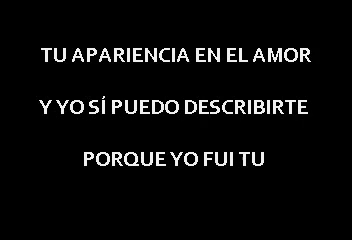 TU APARIENCIA EN EL AMOR
Y YO SÍ PUEDO DESCRIBIRTE
PORQUE YO FUI TU